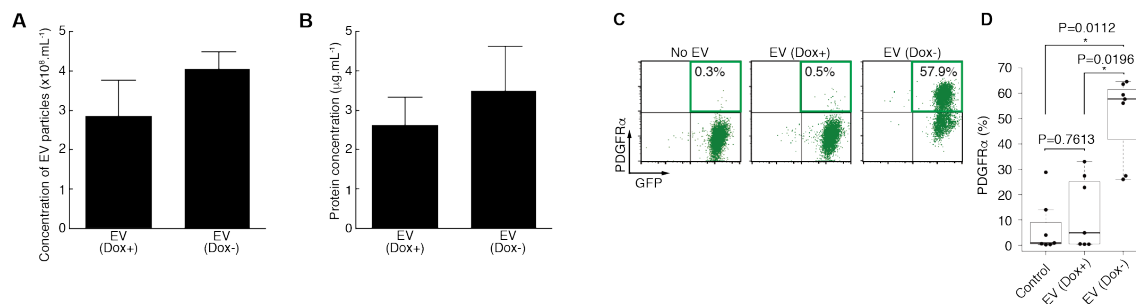 A
Concentration of EV particles (x10⁸.mL⁻¹)
5
4
3
2
1
0
EV
(Dox+)
EV
(Dox-)
B
Protein concentration (μg.mL⁻¹)
5
4
3
2
1
0
EV
(Dox+)
EV
(Dox-)
C
No EV
EV (Dox+)
EV (Dox-)
0.3%
0.5%
57.9%
PDGFRα
GFP
D
P=0.0112
*
P=0.0196
*
P=0.7613
PDGFRα (%)
70
60
50
40
30
20
10
0
Control
EV (Dox+)
EV (Dox-)